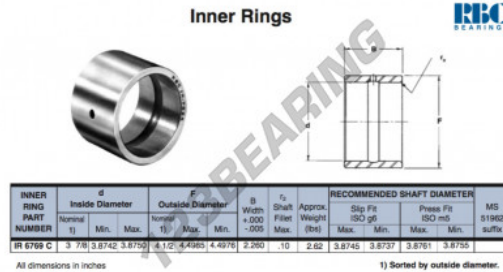 Inner Rings
RBC
BEARINGS
B
d
F
123BEARING
INNER RING PART NUMBER
d
Inside Diameter
Nominal 1) Min. Max.
F
Outside Diameter
Nominal 1) Max. Min.
B
Width
+.000
-.005
Shaft
Fillet
Max.
Approx.
Weight
(lbs)
RECOMMENDED SHAFT DIAMETER
Slip Fit
ISO g6
Max. Min.
Press Fit
ISO m5
Max. Min.
MS
51962
suffix
IR 6769 C 3 7/8 3.8742 3.8750 4 1/2 4.4985 4.4976 2.260 .10 2.62 3.8745 3.8737 3.8761 3.8755
All dimensions in inches
1) Sorted by outside diameter.